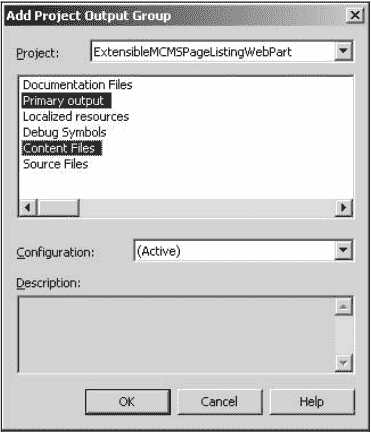 Add Project Output Group
Project: ExtensibleMCMSPageListingWebPart
Documentation Files
Primary output
Localized resources
Debug Symbols
Content Files
Source Files
Configuration: (Active)
Description:
OK Cancel Help